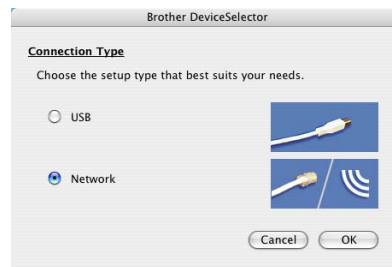 Brother DeviceSelector
Connection Type
Choose the setup type that best suits your needs.
USB
Network
Cancel OK